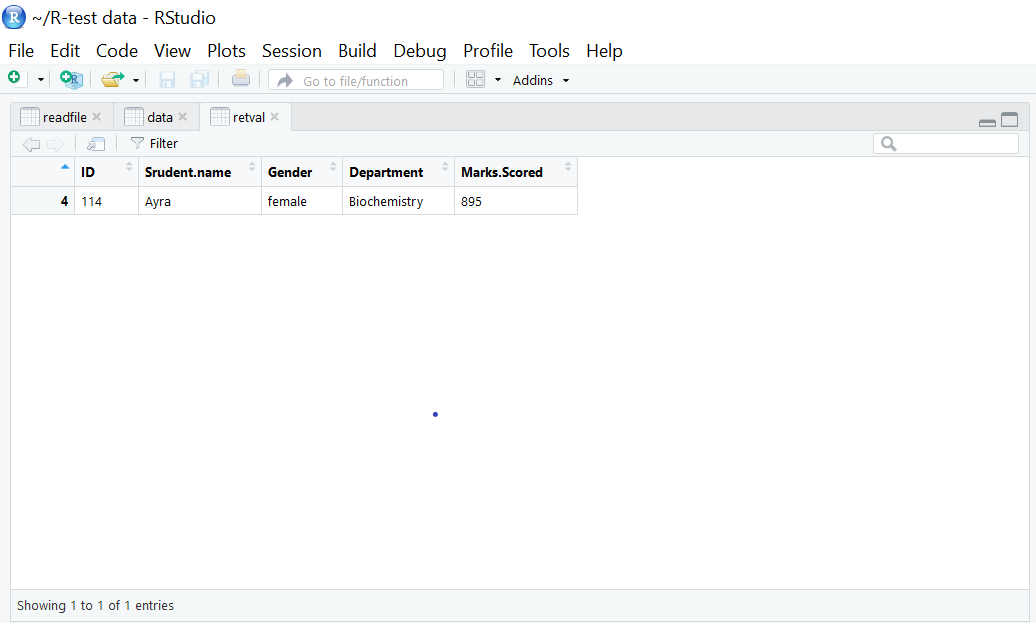 R ~/R-test data - RStudio
File Edit Code View Plots Session Build Debug Profile Tools Help
R Go to file/function Addins
readfile data retval
Filter
ID Srudent.name Gender Department Marks.Scored
4 114 Ayra female Biochemistry 895
Showing 1 to 1 of 1 entries